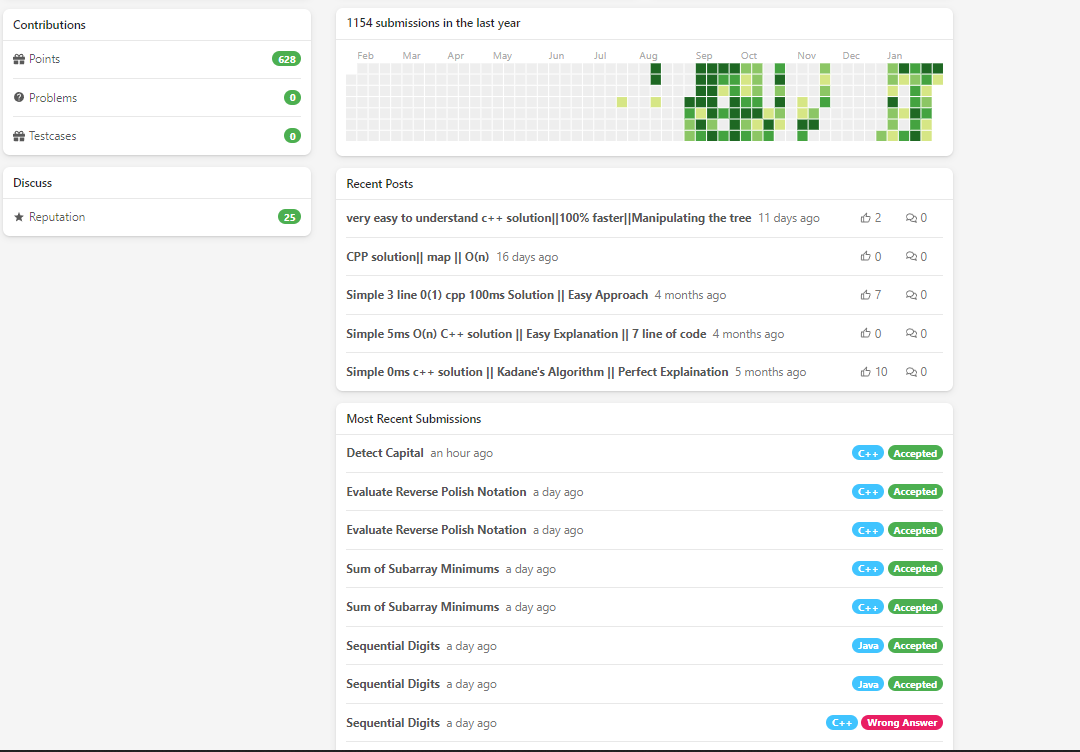 Contributions
Points 628
Problems 0
Testcases 0
Discuss
Reputation 25
1154 submissions in the last year
Feb Mar Apr May Jun Jul Aug Sep Oct Nov Dec Jan
Recent Posts
very easy to understand c++ solution||100% faster||Manipulating the tree 11 days ago 2 0
CPP solution|| map || O(n) 16 days ago 0 0
Simple 3 line 0(1) cpp 100ms Solution || Easy Approach 4 months ago 7 0
Simple 5ms O(n) C++ solution || Easy Explanation || 7 line of code 4 months ago 0 0
Simple 0ms c++ solution || Kadane's Algorithm || Perfect Explaination 5 months ago 10 0
Most Recent Submissions
Detect Capital an hour ago C++ Accepted
Evaluate Reverse Polish Notation a day ago C++ Accepted
Evaluate Reverse Polish Notation a day ago C++ Accepted
Sum of Subarray Minimums a day ago C++ Accepted
Sum of Subarray Minimums a day ago C++ Accepted
Sequential Digits a day ago Java Accepted
Sequential Digits a day ago Java Accepted
Sequential Digits a day ago C++ Wrong Answer